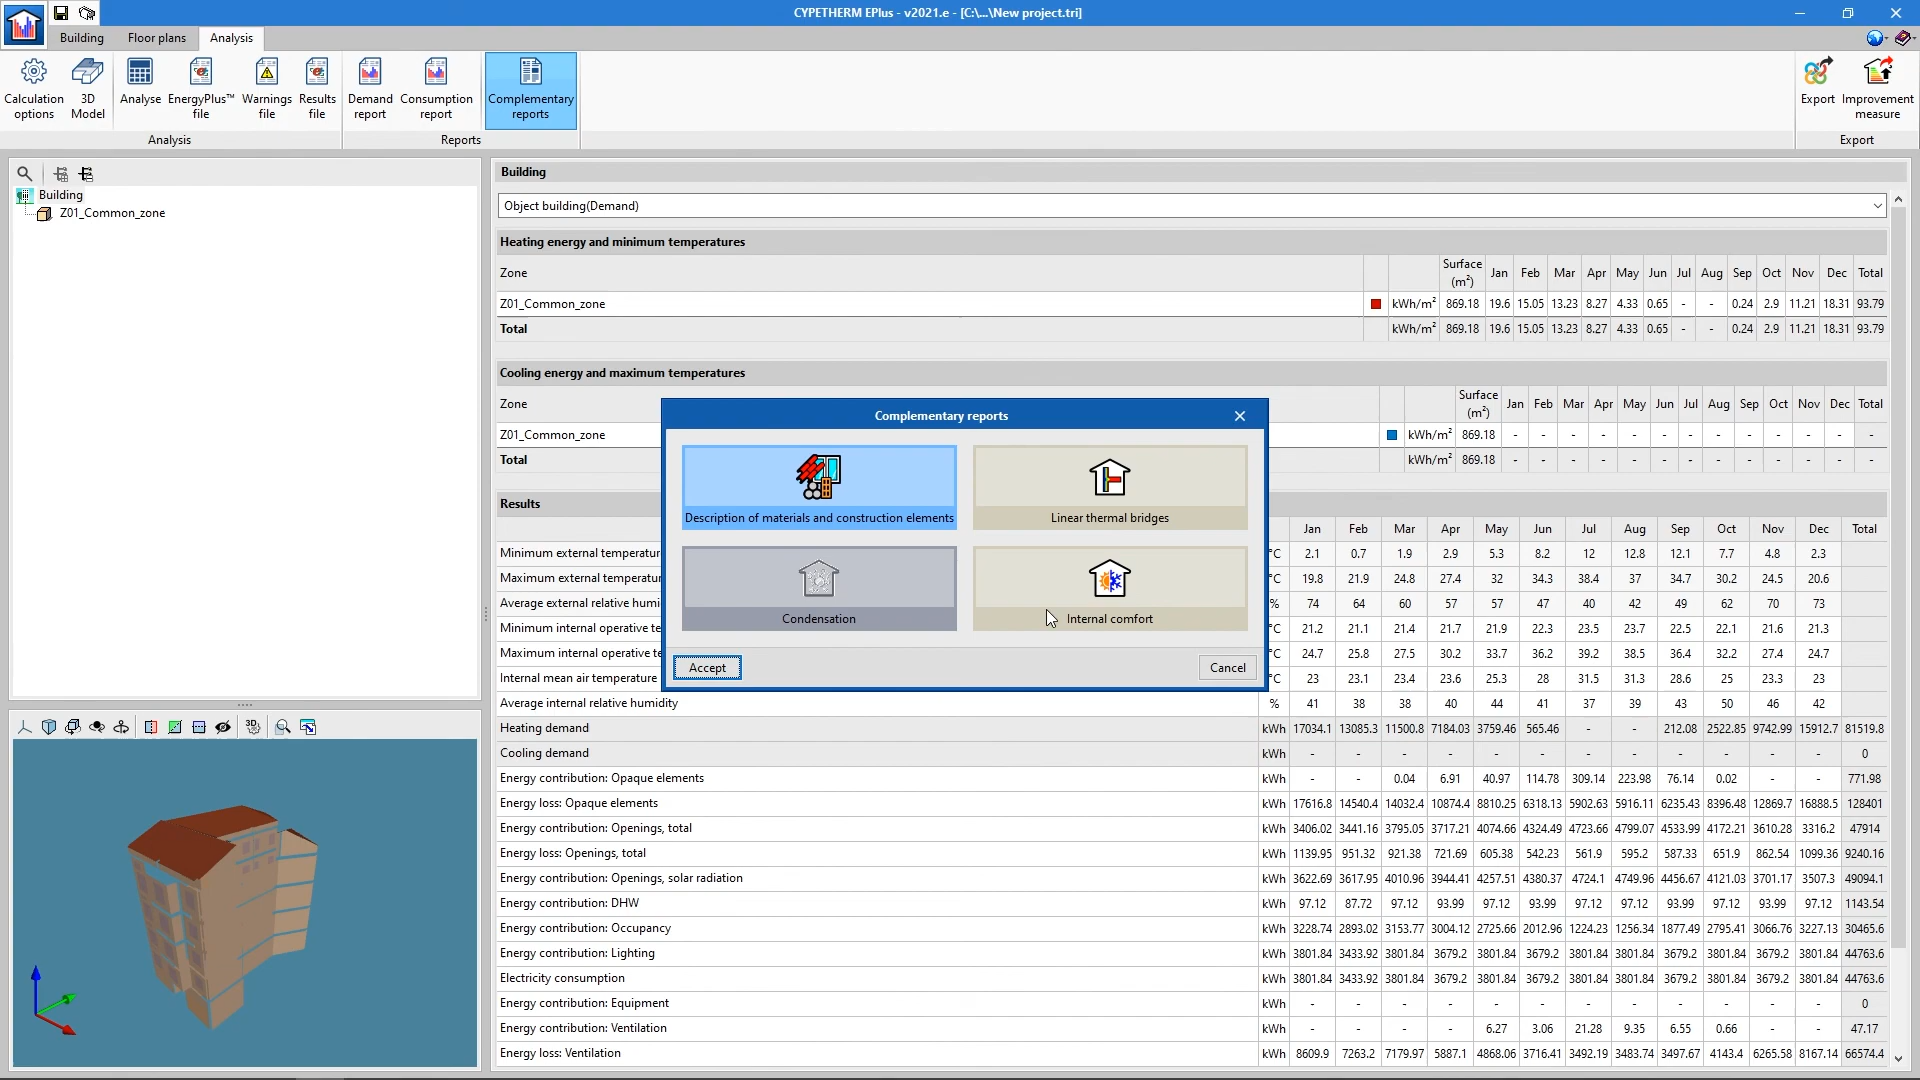 CYPETHERM EPlus - v2021.e - [C:\...\New project.tri]
Building Floor plans Analysis
Calculation options
3D Model
Analyse
EnergyPlus™ file
Warnings file
Results file
Demand report
Consumption report
Complementary reports
Export
Improvement measure
Analysis Reports Export
Building
Z01_Common_zone
Building
Object building(Demand)
Heating energy and minimum temperatures
Zone Surface (m²) Jan Feb Mar Apr May Jun Jul Aug Sep Oct Nov Dec Total
Z01_Common_zone kWh/m² 869.18 19.6 15.05 13.23 8.27 4.33 0.65 - - 0.24 2.9 11.21 18.31 93.79
Total kWh/m² 869.18 19.6 15.05 13.23 8.27 4.33 0.65 - - 0.24 2.9 11.21 18.31 93.79
Cooling energy and maximum temperatures
Zone Surface (m²) Jan Feb Mar Apr May Jun Jul Aug Sep Oct Nov Dec Total
Z01_Common_zone kWh/m² 869.18 - - - - - - - - - - - - -
Total kWh/m² 869.18 - - - - - - - - - - - - -
Complementary reports
Description of materials and construction elements
Linear thermal bridges
Condensation
Internal comfort
Accept Cancel
Results
Jan Feb Mar Apr May Jun Jul Aug Sep Oct Nov Dec Total
Minimum external temperatur °C 2.1 0.7 1.9 2.9 5.3 8.2 12 12.8 12.1 7.7 4.8 2.3
Maximum external temperatur °C 19.8 21.9 24.8 27.4 32 34.3 38.4 37 34.7 30.2 24.5 20.6
Average external relative humi % 74 64 60 57 57 47 40 42 49 62 70 73
Minimum internal operative te °C 21.2 21.1 21.4 21.7 21.9 22.3 23.5 23.7 22.5 22.1 21.6 21.3
Maximum internal operative te °C 24.7 25.8 27.5 30.2 33.7 36.2 39.2 38.5 36.4 32.2 27.4 24.7
Internal mean air temperature °C 23 23.1 23.4 23.6 25.3 28 31.5 31.3 28.6 25 23.3 23
Average internal relative humidity % 41 38 38 40 44 41 37 39 43 50 46 42
Heating demand kWh 17034.1 13085.3 11500.8 7184.03 3759.46 565.46 - - 212.08 2522.85 9742.99 15912.7 81519.8
Cooling demand kWh - - - - - - - - - - - - 0
Energy contribution: Opaque elements kWh - - 0.04 6.91 40.97 114.78 309.14 223.98 76.14 0.02 - - 771.98
Energy loss: Opaque elements kWh 17616.8 14540.4 14032.4 10874.4 8810.25 6318.13 5902.63 5916.11 6235.43 8396.48 12869.7 16888.5 128401
Energy contribution: Openings, total kWh 3406.02 3441.16 3795.05 3717.21 4074.66 4324.49 4723.66 4799.07 4533.99 4172.21 3610.28 3316.2 47914
Energy loss: Openings, total kWh 1139.95 951.32 921.38 721.69 605.38 542.23 561.9 595.2 587.33 651.9 862.54 1099.36 9240.16
Energy contribution: Openings, solar radiation kWh 3622.69 3617.95 4010.96 3944.41 4257.51 4380.37 4724.1 4749.96 4456.67 4121.03 3701.17 3507.3 49094.1
Energy contribution: DHW kWh 97.12 87.72 97.12 93.99 97.12 93.99 97.12 97.12 93.99 97.12 93.99 97.12 1143.54
Energy contribution: Occupancy kWh 3228.74 2893.02 3153.77 3004.12 2725.66 2012.96 1224.23 1256.34 1877.49 2795.41 3066.76 3227.13 30465.6
Energy contribution: Lighting kWh 3801.84 3433.92 3801.84 3679.2 3801.84 3679.2 3801.84 3801.84 3679.2 3801.84 3679.2 3801.84 44763.6
Electricity consumption kWh 3801.84 3433.92 3801.84 3679.2 3801.84 3679.2 3801.84 3801.84 3679.2 3801.84 3679.2 3801.84 44763.6
Energy contribution: Equipment kWh - - - - - - - - - - - - 0
Energy contribution: Ventilation kWh - - - - 6.27 3.06 21.28 9.35 6.55 0.66 - - 47.17
Energy loss: Ventilation kWh 8609.9 7263.2 7179.97 5887.1 4868.06 3716.41 3492.19 3483.74 3497.67 4143.4 6265.58 8167.14 66574.4